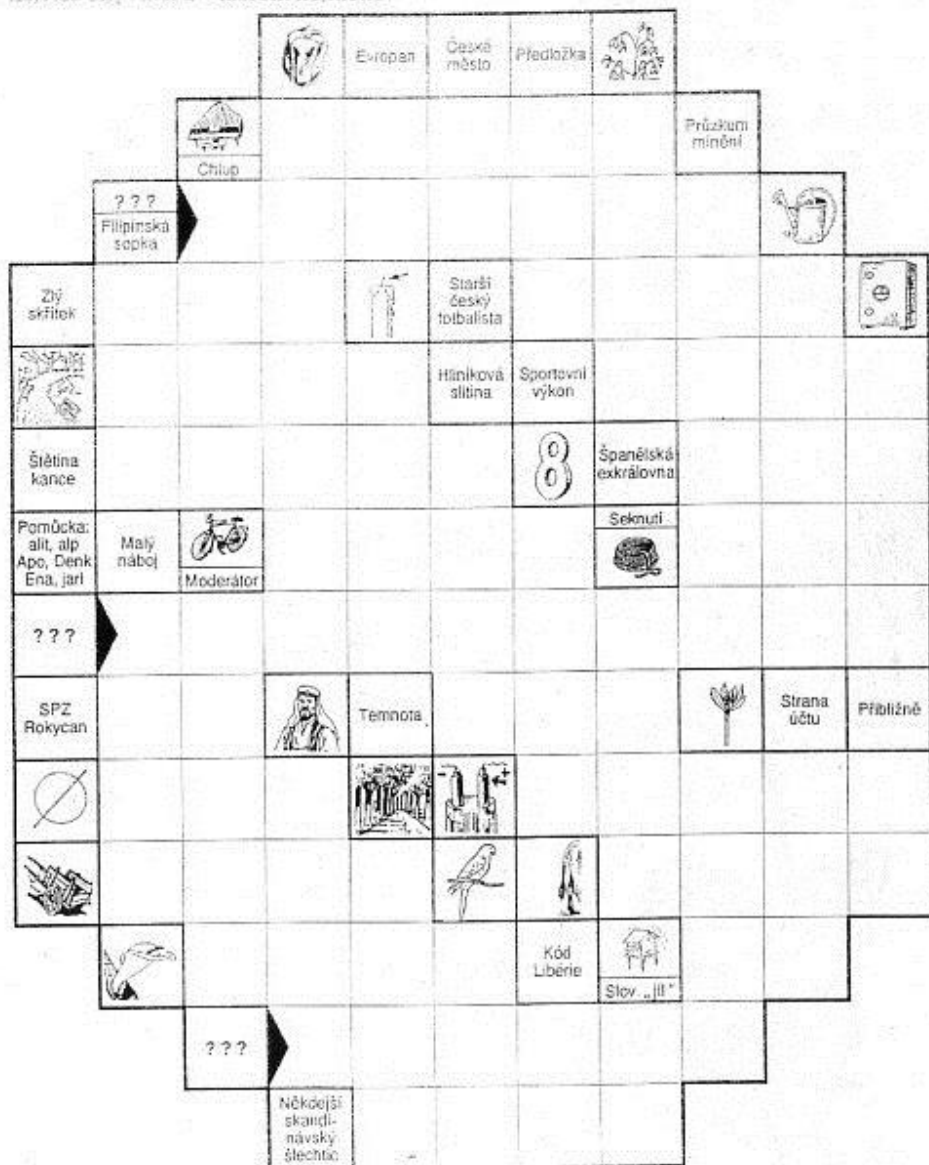 Evropan
České
město
Předložka
Průzkum
mínění
Chlup
? ? ?
Filipínská
sopka
Zlý
skřítek
Starší
český
fotbalista
Hliníková
slitina
Sportovní
výkon
Štětina
kance
8
Španělská
exkrálovna
Pomůcka:
alit, alp
Apo, Denk
Ena, jarl
Malý
náboj
Moderátor
Seknutí
? ? ?
SPZ
Rokycan
Temnota
Strana
účtu
Přibližně
- +
Kód
Libérie
Slov. „jíl"
? ? ?
Někdejší
skandi-
návský
šlechtic